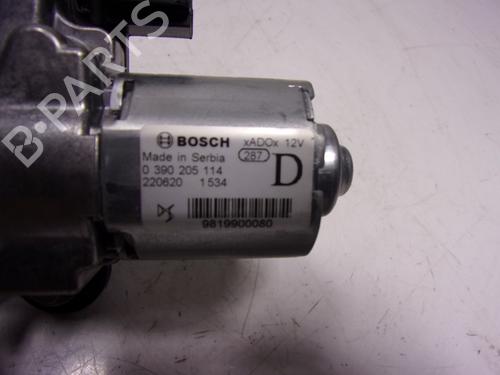 B-PARTS
BOSCH xADOx 12V
Made in Serbia 287 D
0 390 205 114
220620 1534
9819900080